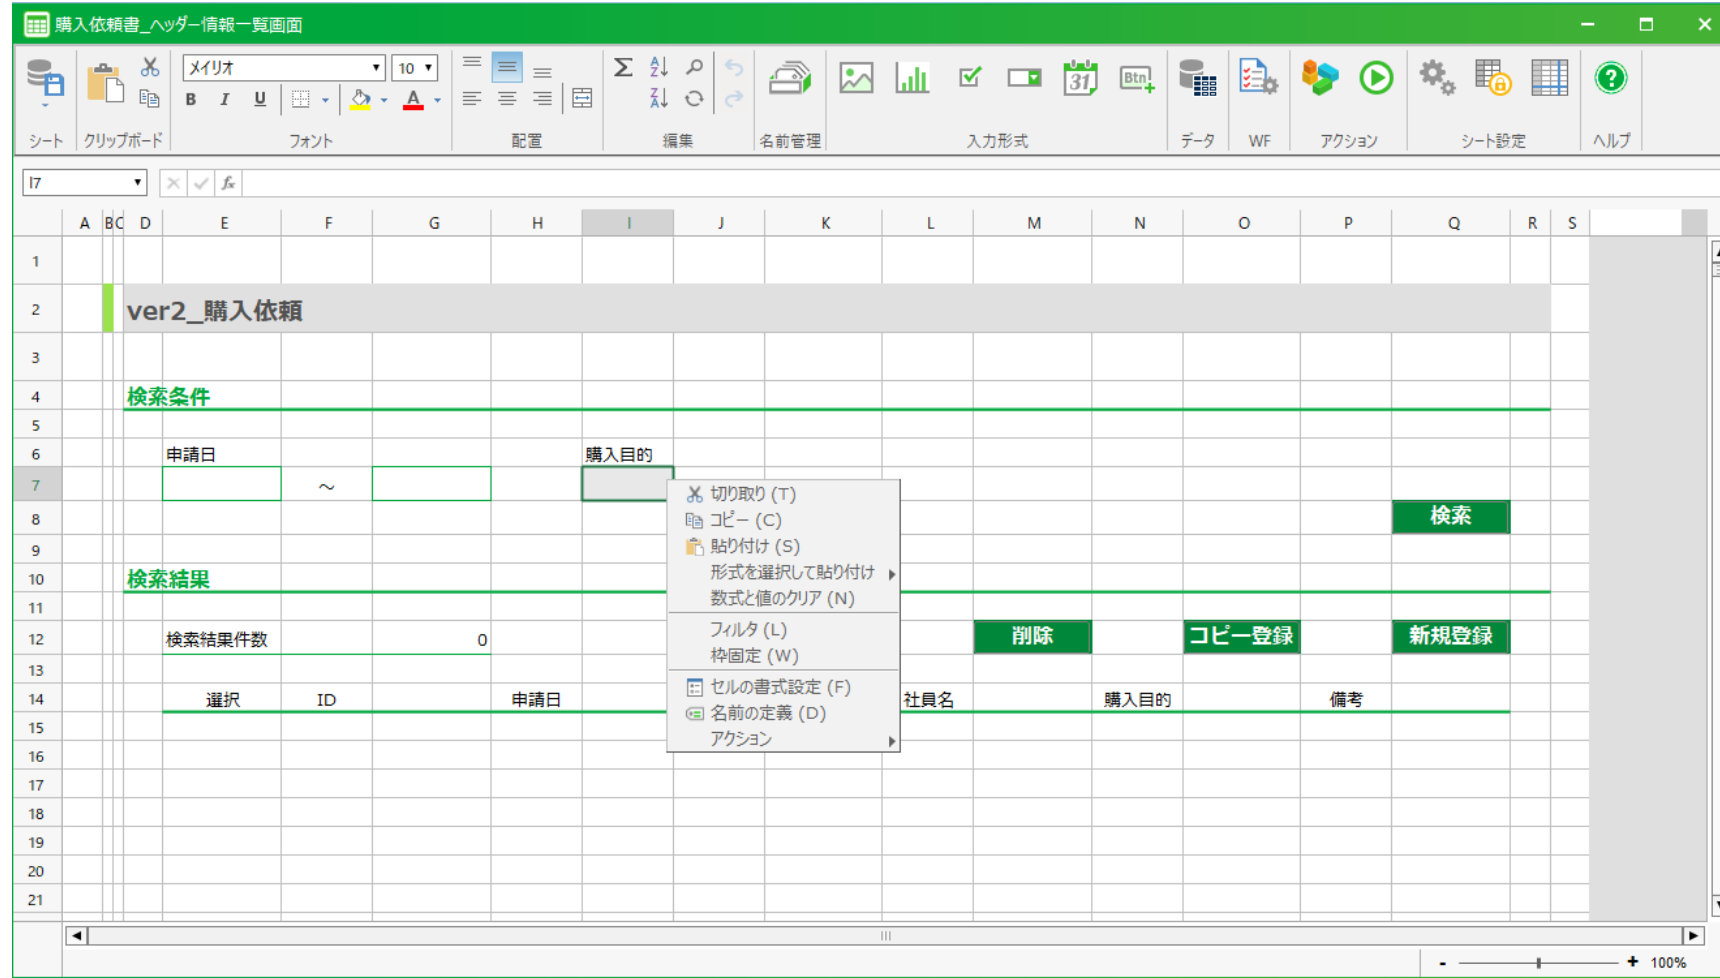 購入依頼書_ヘッダー情報一覧画面
メイリオ 10
B I U A Σ A Z Z A 31 Btn ?
シート クリップボード フォント 配置 編集 名前管理 入力形式 データ WF アクション シート設定 ヘルプ
I7 fx
A B C D E F G H I J K L M N O P Q R S
1
2 ver2_購入依頼
3
4 検索条件
5
6 申請日 購入目的
7 ～
切り取り (T)
コピー (C)
貼り付け (S)
形式を選択して貼り付け
数式と値のクリア (N)
フィルタ (L)
枠固定 (W)
セルの書式設定 (F)
名前の定義 (D)
アクション
8 検索
9
10 検索結果
11
12 検索結果件数 0 削除 コピー登録 新規登録
13
14 選択 ID 申請日 社員名 購入目的 備考
15
16
17
18
19
20
21
- + 100%